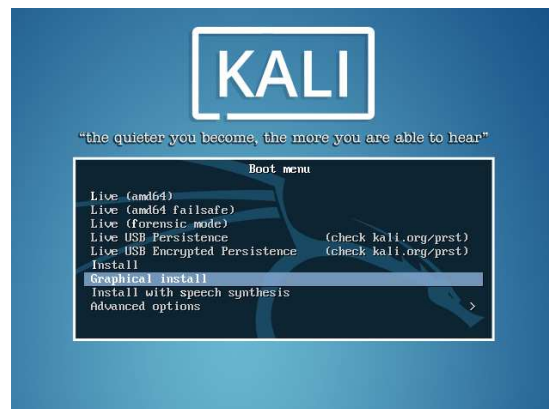 KALI
"the quieter you become, the more you are able to hear"
Boot menu
Live (amd64)
Live (amd64 failsafe)
Live (forensic mode)
Live USB Persistence (check kali.org/prst)
Live USB Encrypted Persistence (check kali.org/prst)
Install
Graphical install
Install with speech synthesis
Advanced options >